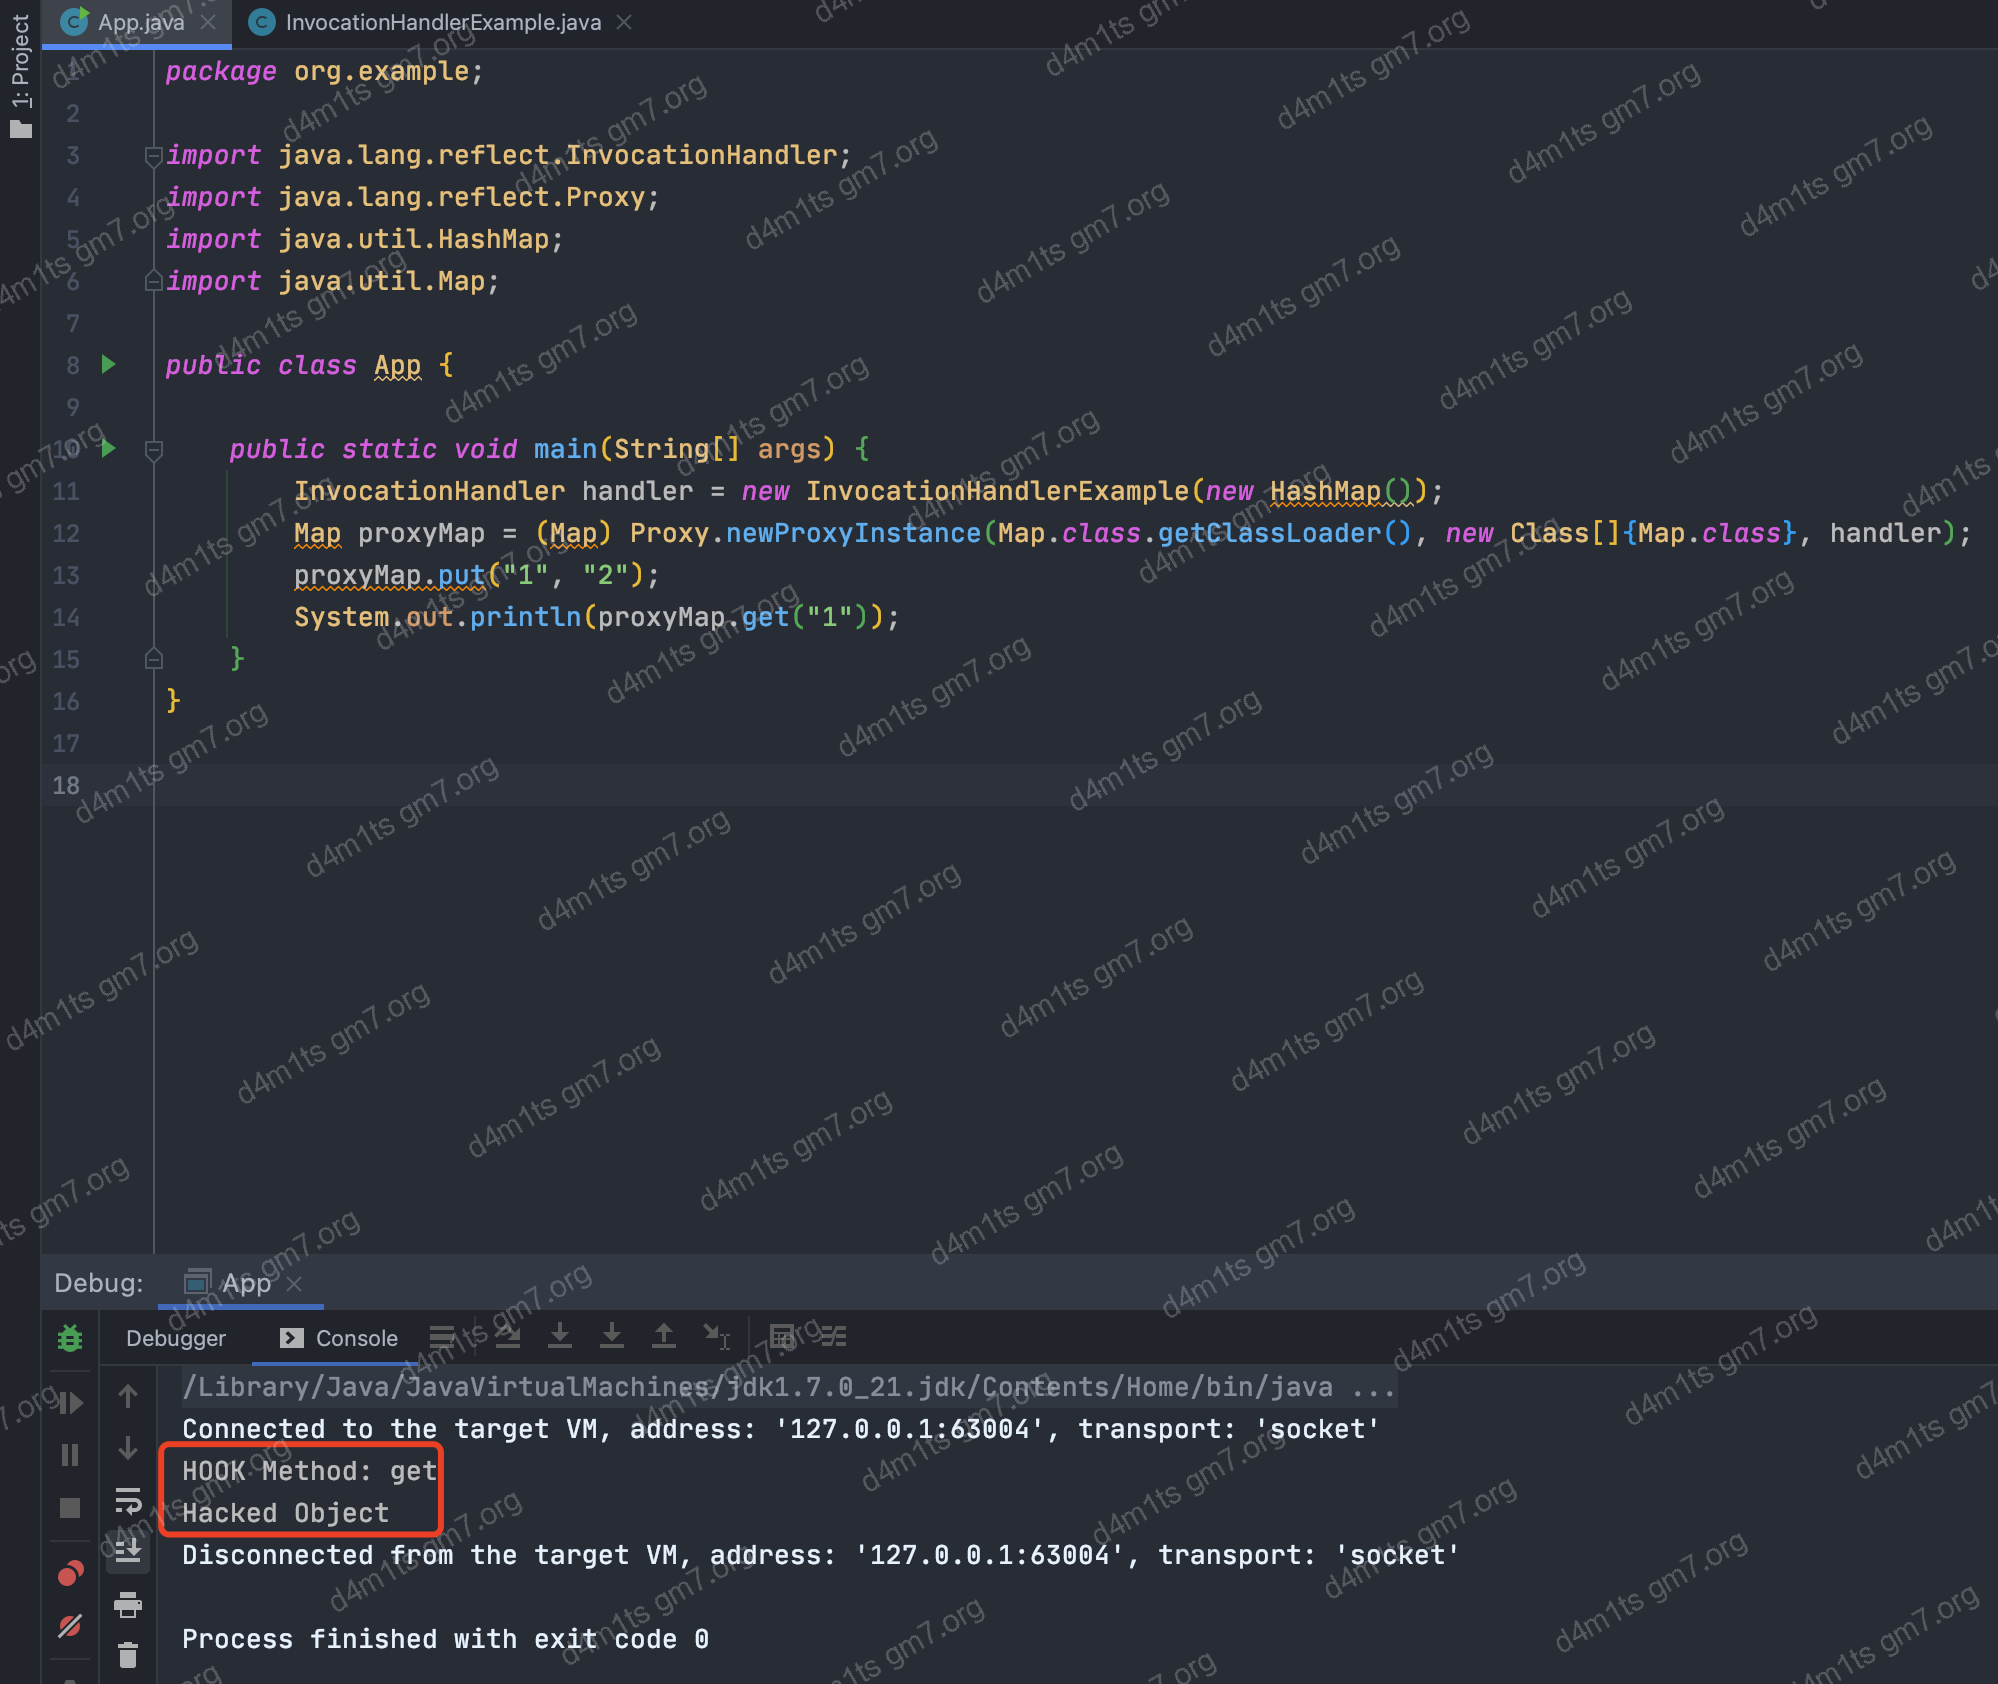 1: Project
App.java
InvocationHandlerExample.java
1 package org.example;
2
3 import java.lang.reflect.InvocationHandler;
4 import java.lang.reflect.Proxy;
5 import java.util.HashMap;
6 import java.util.Map;
7
8 public class App {
9
10 public static void main(String[] args) {
11 InvocationHandler handler = new InvocationHandlerExample(new HashMap());
12 Map proxyMap = (Map) Proxy.newProxyInstance(Map.class.getClassLoader(), new Class[]{Map.class}, handler);
13 proxyMap.put("1", "2");
14 System.out.println(proxyMap.get("1"));
15 }
16 }
17
18
Debug: App
Debugger Console
/Library/Java/JavaVirtualMachines/jdk1.7.0_21.jdk/Contents/Home/bin/java ...
Connected to the target VM, address: '127.0.0.1:63004', transport: 'socket'
HOOK Method: get
Hacked Object
Disconnected from the target VM, address: '127.0.0.1:63004', transport: 'socket'
Process finished with exit code 0
d4m1ts gm7.org